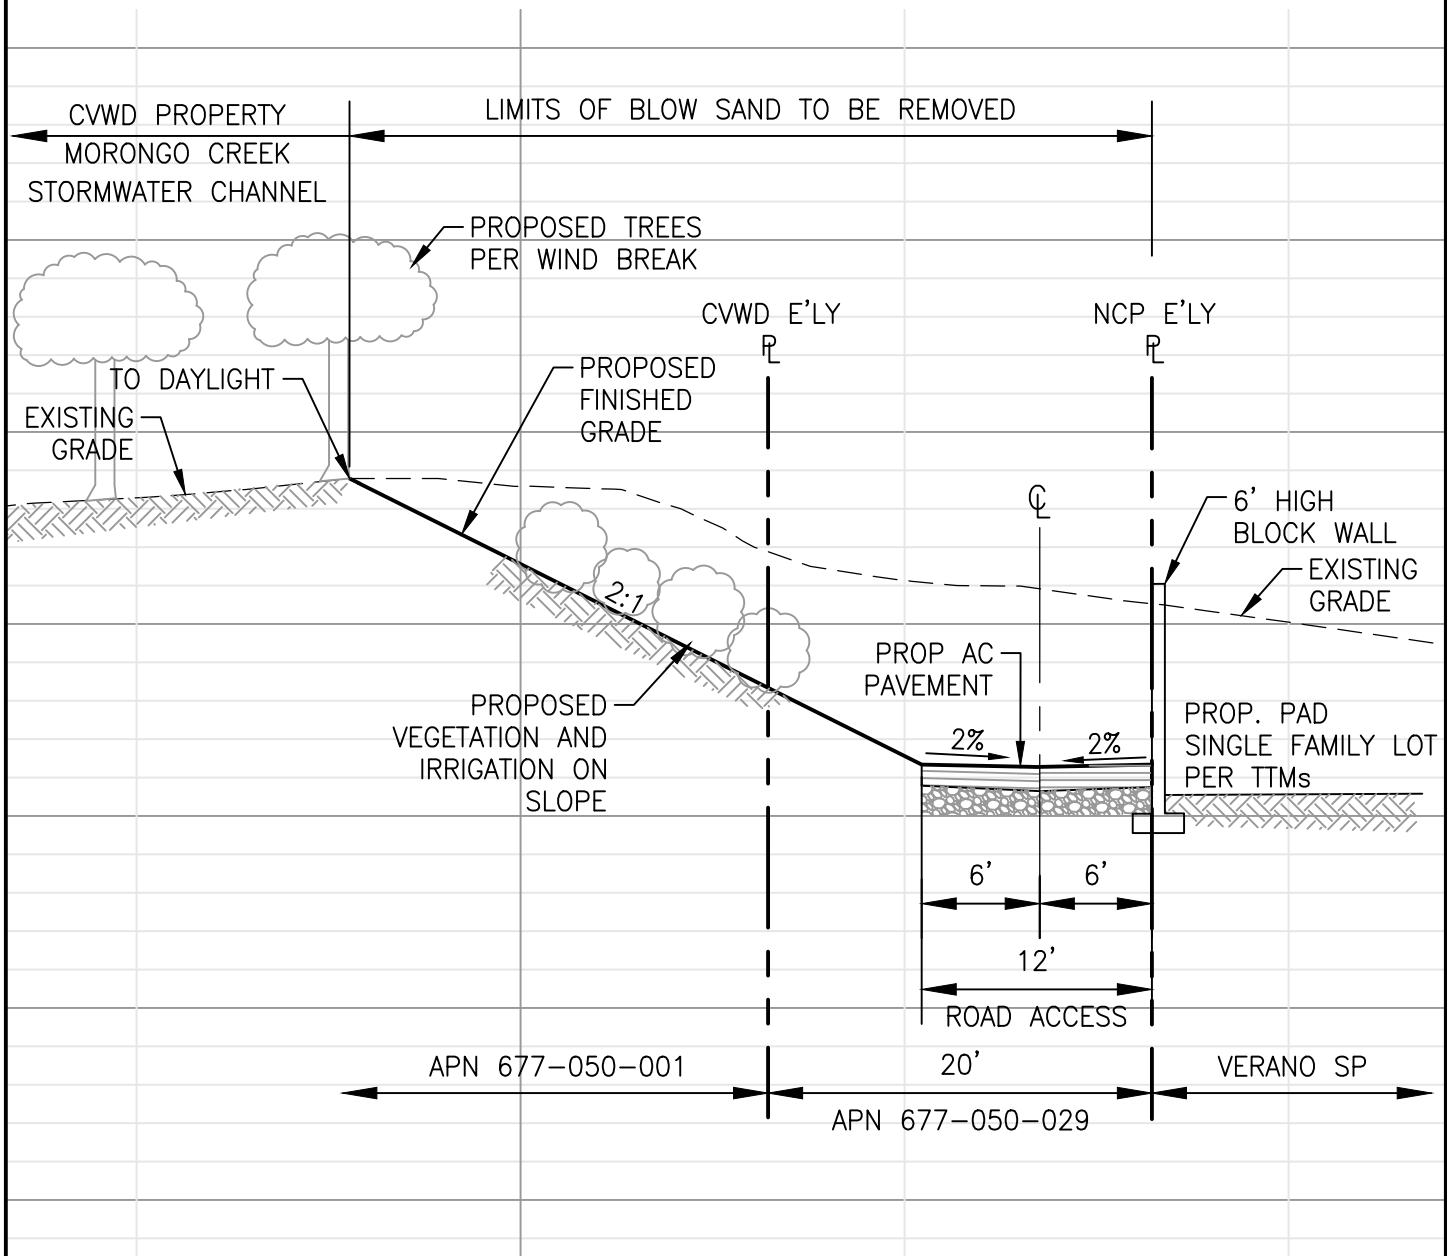 CVWD PROPERTY
MORONGO CREEK
STORMWATER CHANNEL
LIMITS OF BLOW SAND TO BE REMOVED
PROPOSED TREES
PER WIND BREAK
CVWD E'LY
PL
NCP E'LY
PL
TO DAYLIGHT
PROPOSED
FINISHED
GRADE
EXISTING
GRADE
CL
6' HIGH
BLOCK WALL
EXISTING
GRADE
2:1
PROP AC
PAVEMENT
PROPOSED
VEGETATION AND
IRRIGATION ON
SLOPE
2%
2%
PROP. PAD
SINGLE FAMILY LOT
PER TTMs
6'
6'
12'
ROAD ACCESS
APN 677-050-001
20'
APN 677-050-029
VERANO SP